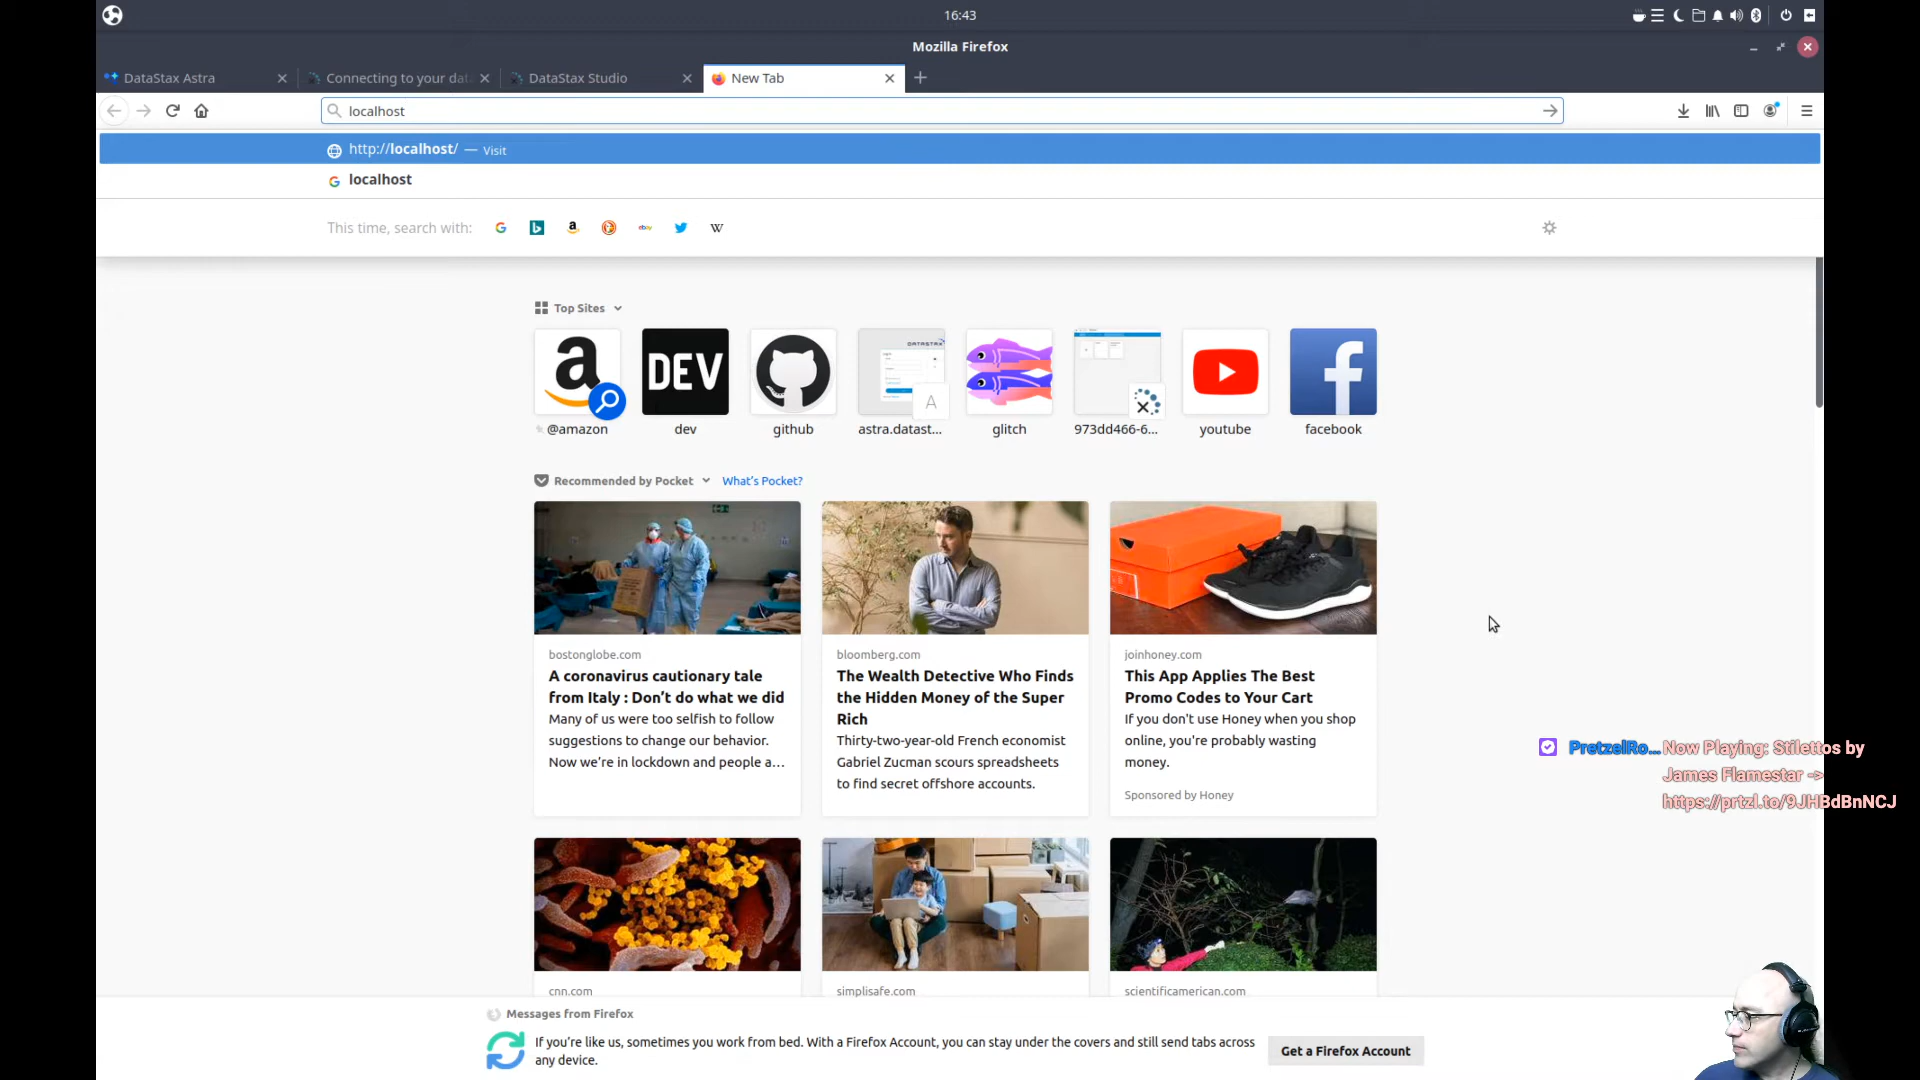 16:43
Mozilla Firefox
DataStax Astra
Connecting to your dat
DataStax Studio
New Tab
localhost
http://localhost/ — Visit
localhost
This time, search with:
Top Sites
DEV
@amazon
dev
github
astra.datast...
glitch
973dd466-6...
youtube
facebook
Recommended by Pocket
What's Pocket?
bostonglobe.com
A coronavirus cautionary tale
from Italy : Don't do what we did
Many of us were too selfish to follow
suggestions to change our behavior.
Now we're in lockdown and people a...
bloomberg.com
The Wealth Detective Who Finds
the Hidden Money of the Super
Rich
Thirty-two-year-old French economist
Gabriel Zucman scours spreadsheets
to find secret offshore accounts.
joinhoney.com
This App Applies The Best
Promo Codes to Your Cart
If you don't use Honey when you shop
online, you're probably wasting
money.
Sponsored by Honey
PretzelRo... Now Playing: Stilettos by
James Flamestar ->
https://prtzl.to/9JHBdBnNCJ
cnn.com
simplisafe.com
scientificamerican.com
Messages from Firefox
If you're like us, sometimes you work from bed. With a Firefox Account, you can stay under the covers and still send tabs across
any device.
Get a Firefox Account